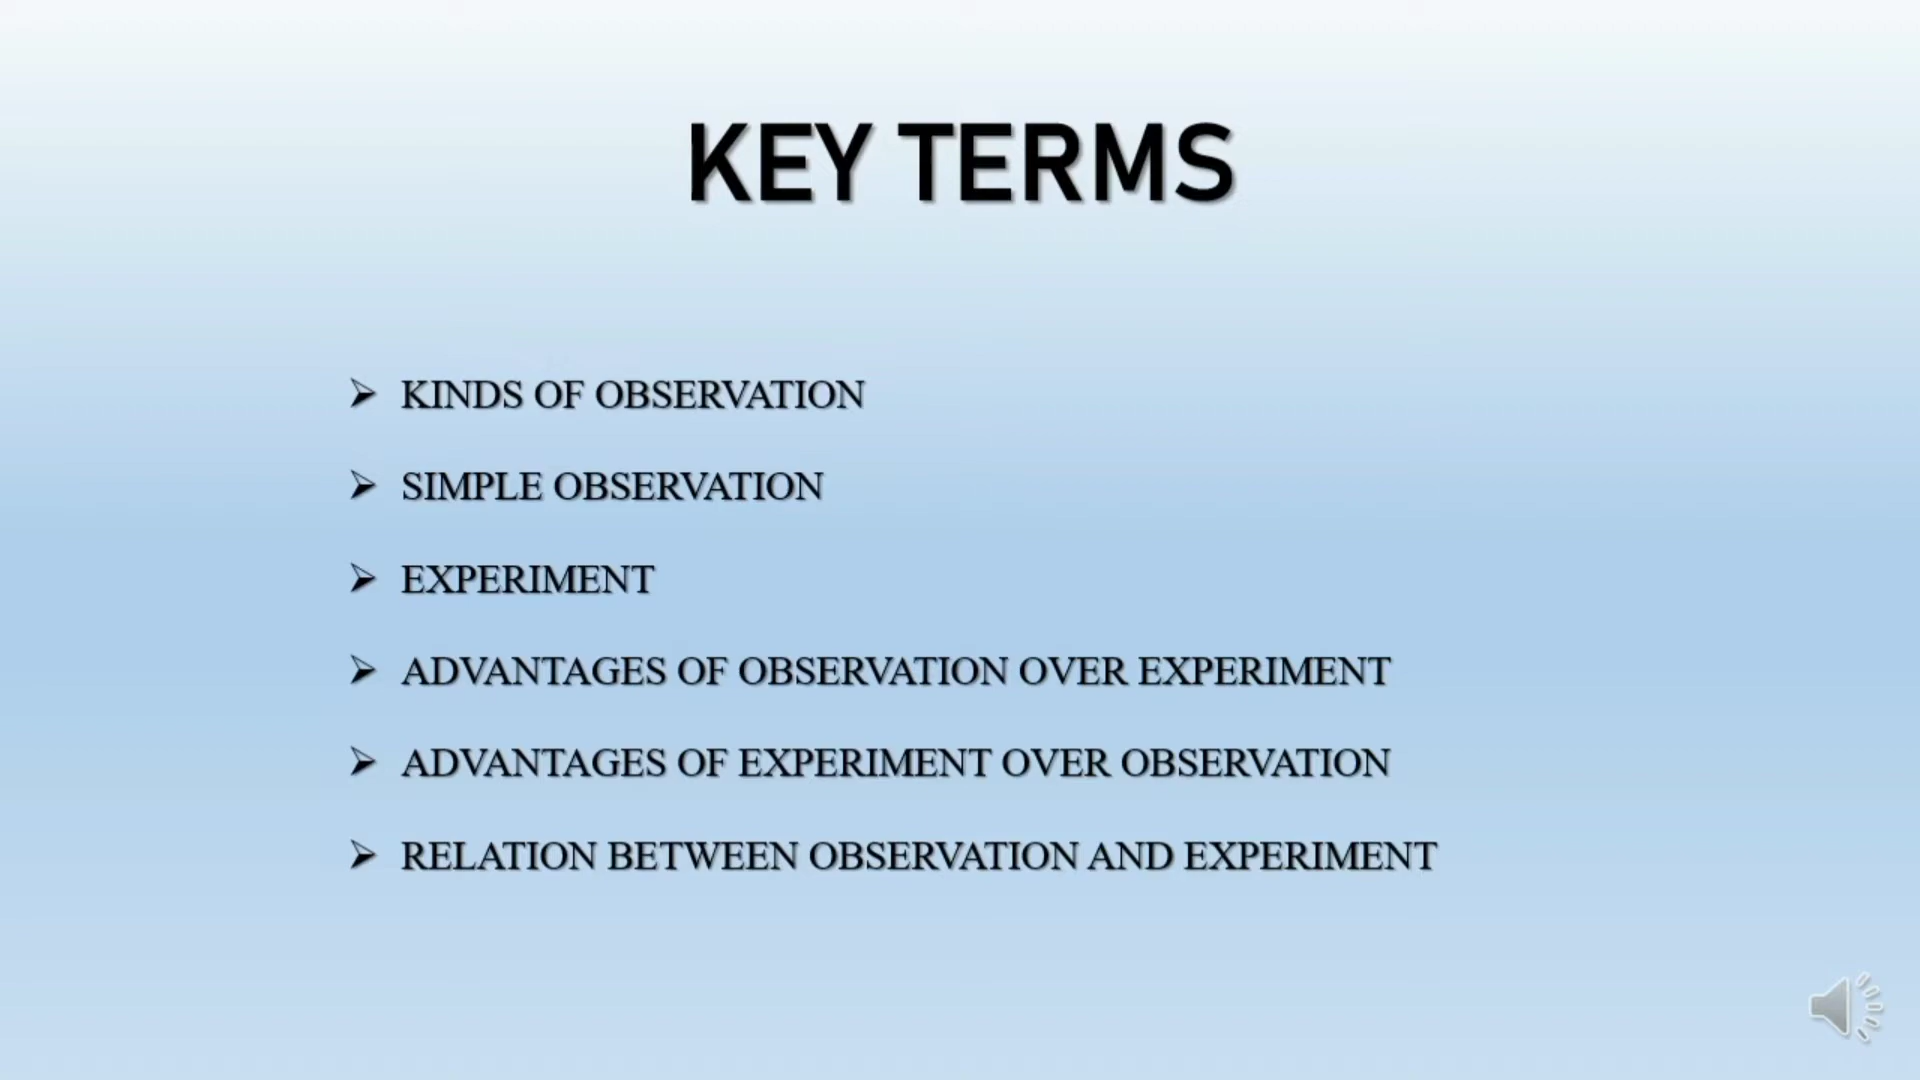 KEY TERMS
➢ KINDS OF OBSERVATION
➢ SIMPLE OBSERVATION
➢ EXPERIMENT
➢ ADVANTAGES OF OBSERVATION OVER EXPERIMENT
➢ ADVANTAGES OF EXPERIMENT OVER OBSERVATION
➢ RELATION BETWEEN OBSERVATION AND EXPERIMENT